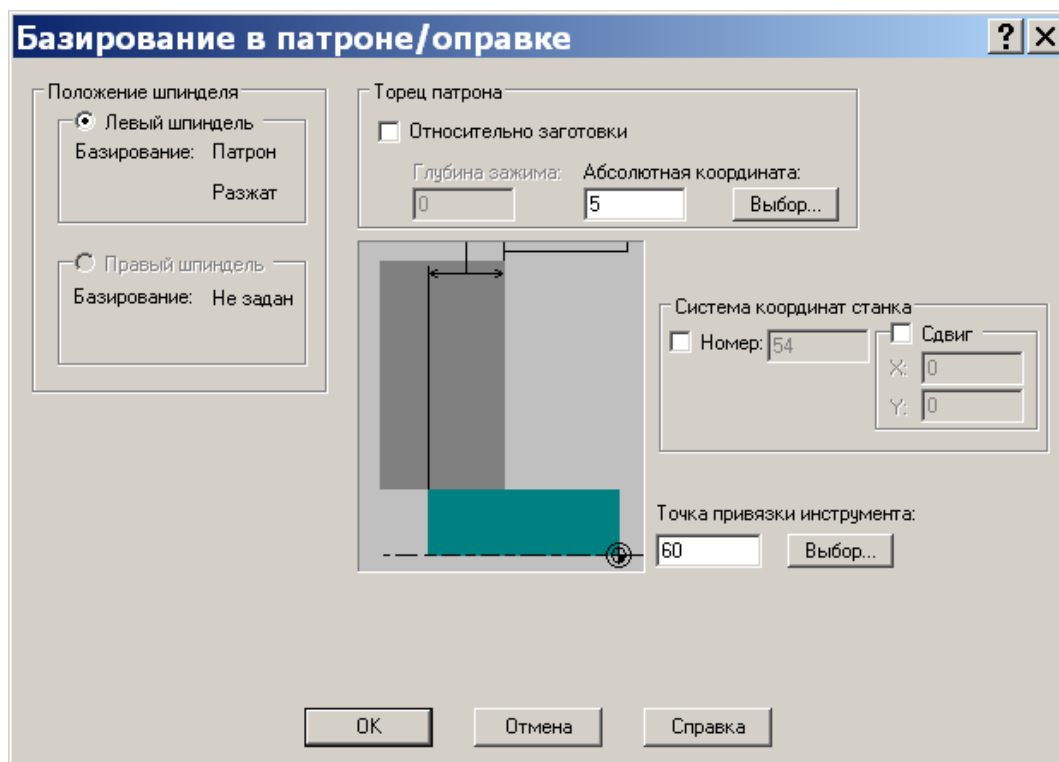 Базирование в патроне/оправке
Положение шпинделя
Левый шпиндель
Базирование: Патрон
Разжат
Правый шпиндель
Базирование: Не задан
Торец патрона
Относительно заготовки
Глубина зажима: Абсолютная координата:
0 5 Выбор...
Система координат станка
Номер: 54
Сдвиг
X: 0
Y: 0
Точка привязки инструмента:
60 Выбор...
OK Отмена Справка